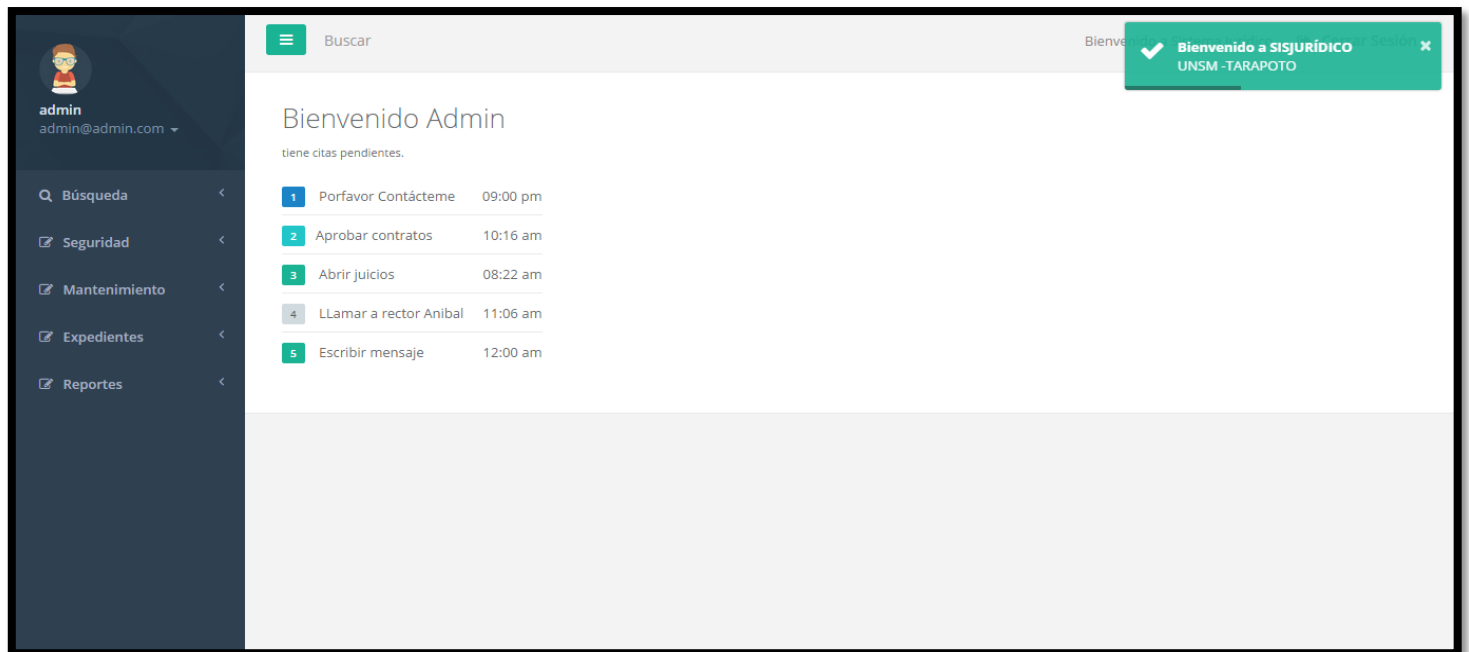 admin
admin@admin.com
Búsqueda
Seguridad
Mantenimiento
Expedientes
Reportes
Buscar
Bienvenido a SISJURÍDICO
UNSM -TARAPOTO
Bienvenido Admin
tiene citas pendientes.
1 Porfavor Contácteme 09:00 pm
2 Aprobar contratos 10:16 am
3 Abrir juicios 08:22 am
4 LLamar a rector Anibal 11:06 am
5 Escribir mensaje 12:00 am